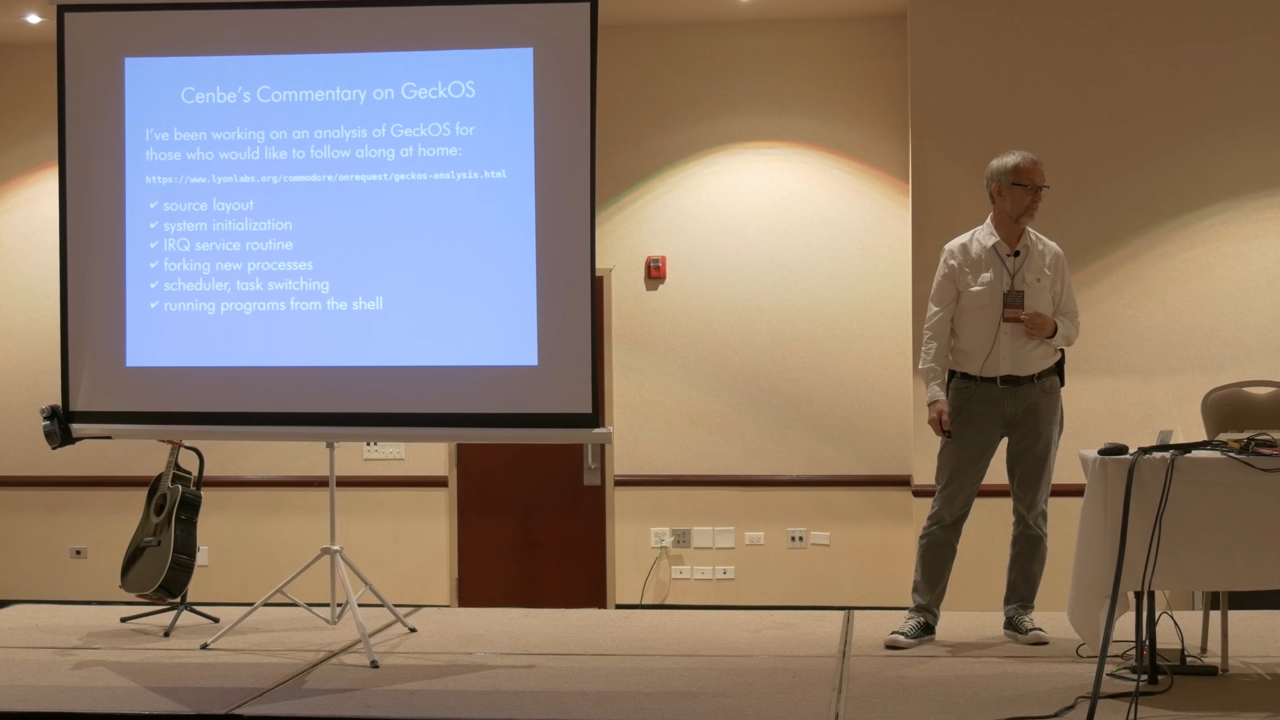 Cenbe's Commentary on GeckOS
I've been working on an analysis of GeckOS for
those who would like to follow along at home:
https://www.lyonlabs.org/commodore/onrequest/geckos-analysis.html
✔ source layout
✔ system initialization
✔ IRQ service routine
✔ forking new processes
✔ scheduler, task switching
✔ running programs from the shell